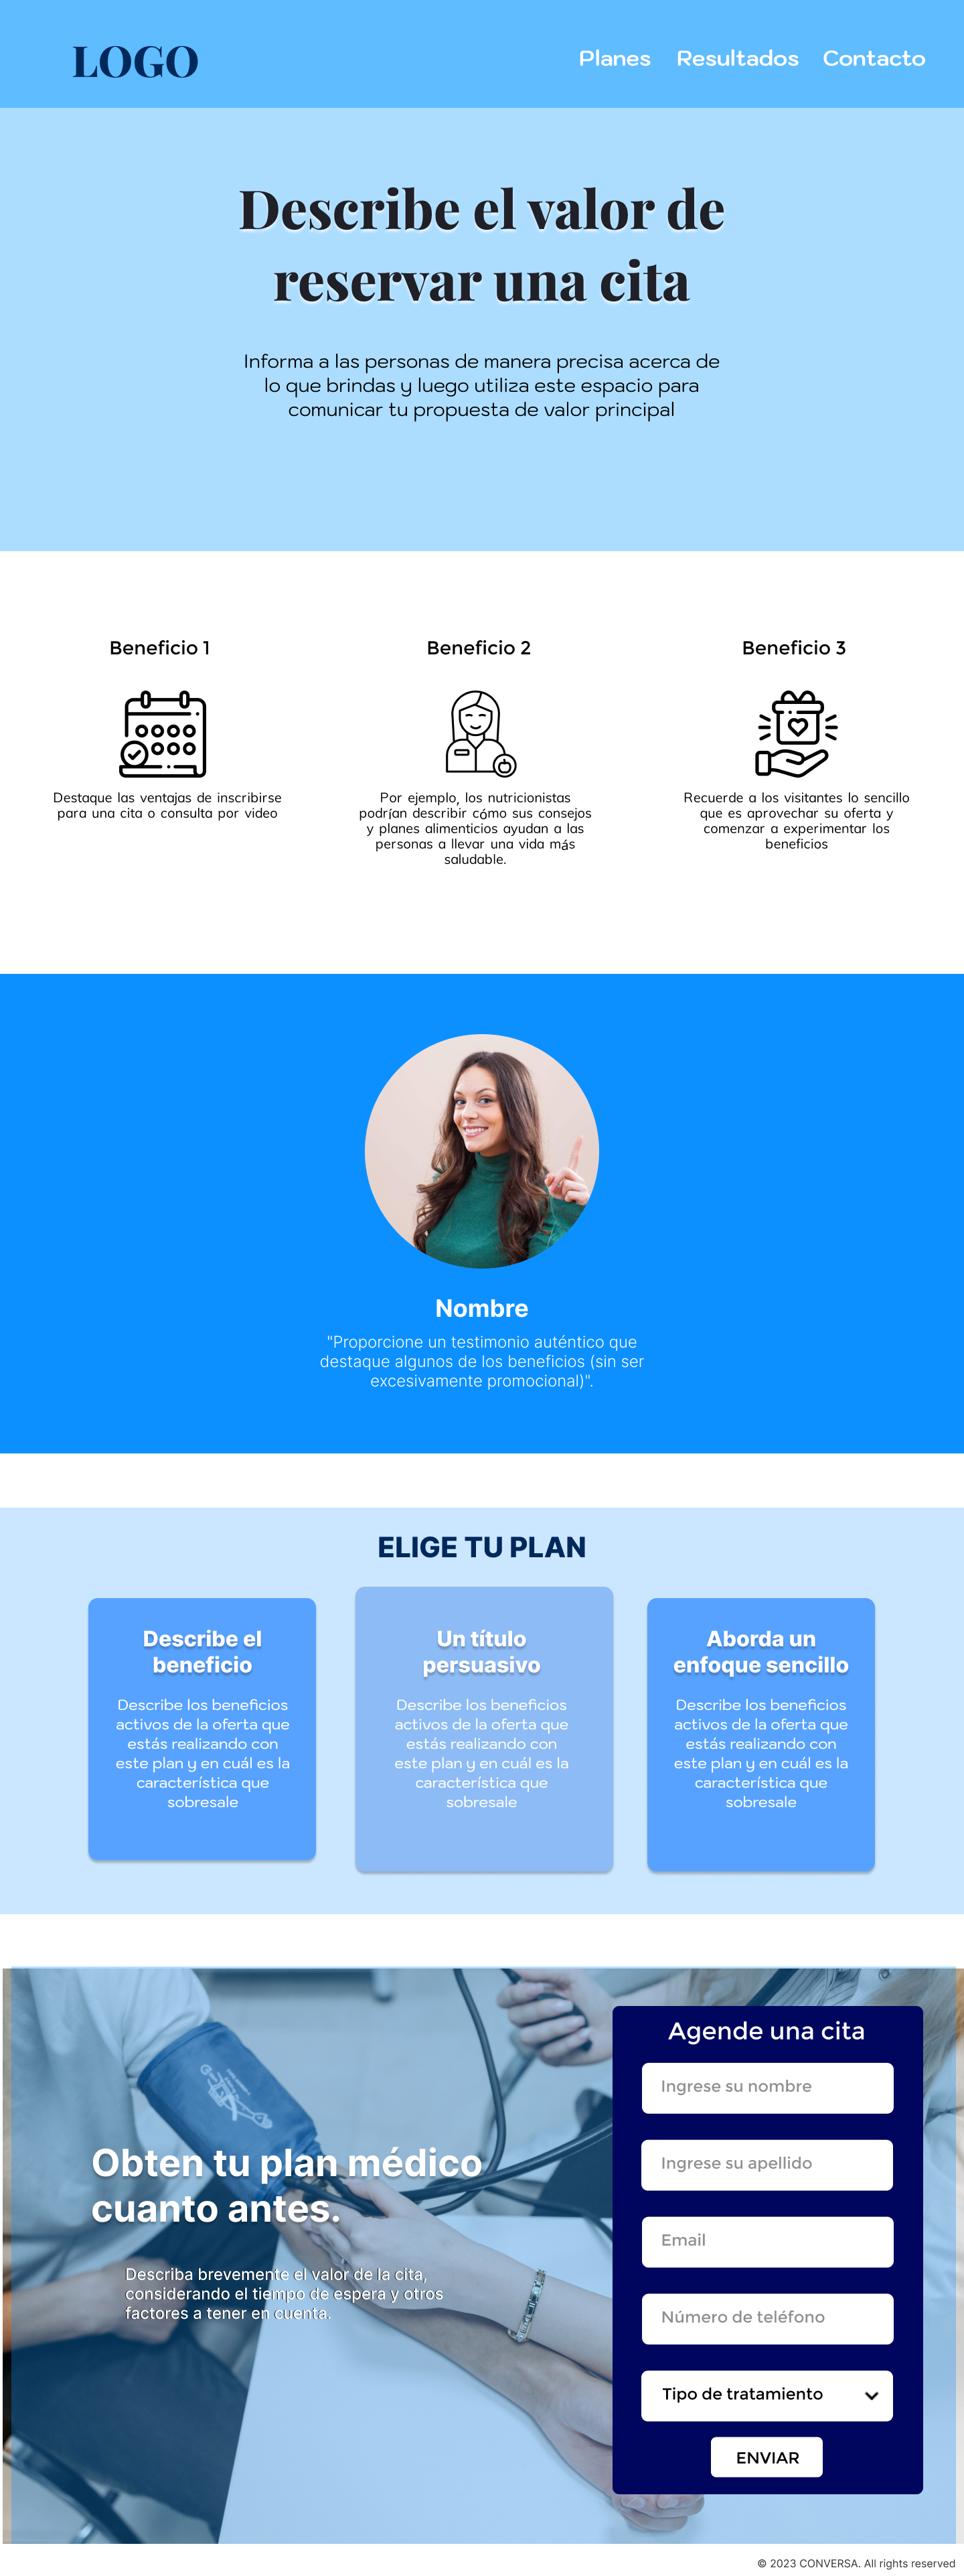 LOGO
Planes Resultados Contacto
Describe el valor de
reservar una cita
Informa a las personas de manera precisa acerca de
lo que brindas y luego utiliza este espacio para
comunicar tu propuesta de valor principal
Beneficio 1
Destaque las ventajas de inscribirse
para una cita o consulta por video
Beneficio 2
Por ejemplo, los nutricionistas
podrían describir cómo sus consejos
y planes alimenticios ayudan a las
personas a llevar una vida más
saludable.
Beneficio 3
Recuerde a los visitantes lo sencillo
que es aprovechar su oferta y
comenzar a experimentar los
beneficios
Nombre
"Proporcione un testimonio auténtico que
destaque algunos de los beneficios (sin ser
excesivamente promocional)".
ELIGE TU PLAN
Describe el
beneficio
Describe los beneficios
activos de la oferta que
estás realizando con
este plan y en cuál es la
característica que
sobresale
Un título
persuasivo
Describe los beneficios
activos de la oferta que
estás realizando con
este plan y en cuál es la
característica que
sobresale
Aborda un
enfoque sencillo
Describe los beneficios
activos de la oferta que
estás realizando con
este plan y en cuál es la
característica que
sobresale
Obten tu plan médico
cuanto antes.
Describa brevemente el valor de la cita,
considerando el tiempo de espera y otros
factores a tener en cuenta.
Agende una cita
Ingrese su nombre
Ingrese su apellido
Email
Número de teléfono
Tipo de tratamiento
ENVIAR
© 2023 CONVERSA. All rights reserved